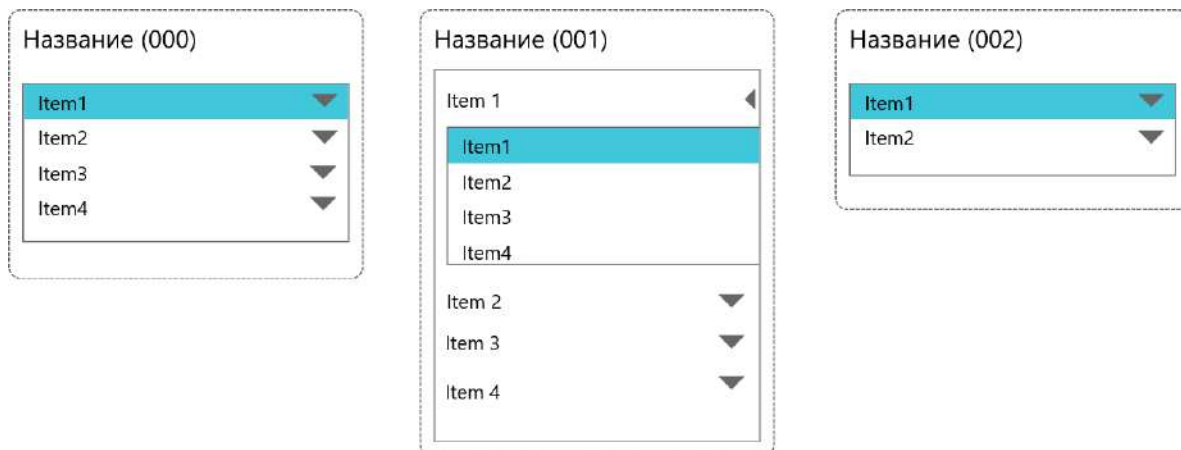 Название (000)
Item1
Item2
Item3
Item4
Название (001)
Item 1
Item1
Item2
Item3
Item4
Item 2
Item 3
Item 4
Название (002)
Item1
Item2